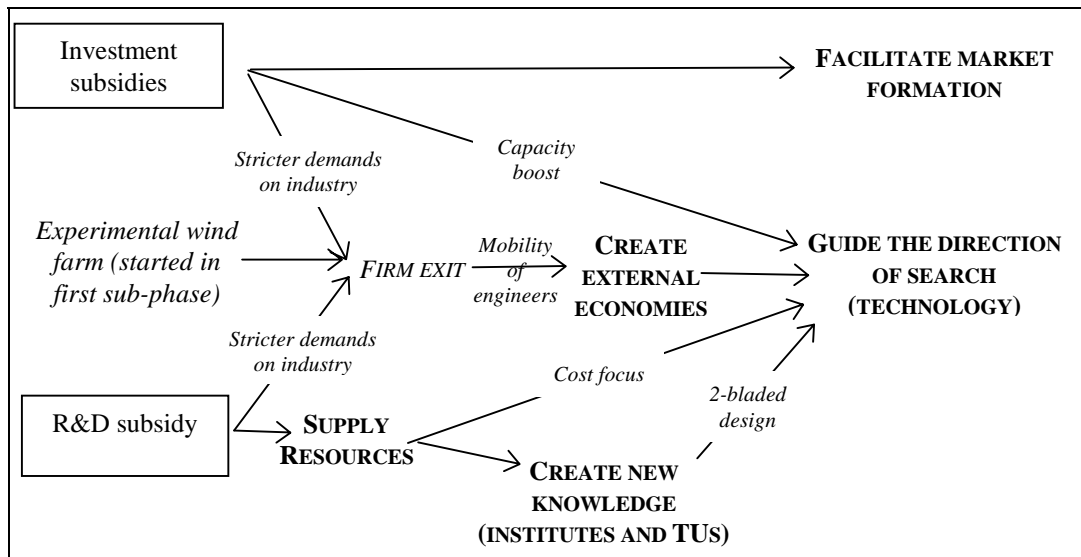 Investment
subsidies
FACILITATE MARKET
FORMATION
Stricter demands
on industry
Capacity
boost
Experimental wind
farm (started in
first sub-phase)
FIRM EXIT
Mobility
of
engineers
CREATE
EXTERNAL
ECONOMIES
GUIDE THE DIRECTION
OF SEARCH
(TECHNOLOGY)
Stricter demands
on industry
Cost focus
2-bladed
design
R&D subsidy
SUPPLY
RESOURCES
CREATE NEW
KNOWLEDGE
(INSTITUTES AND TUS)